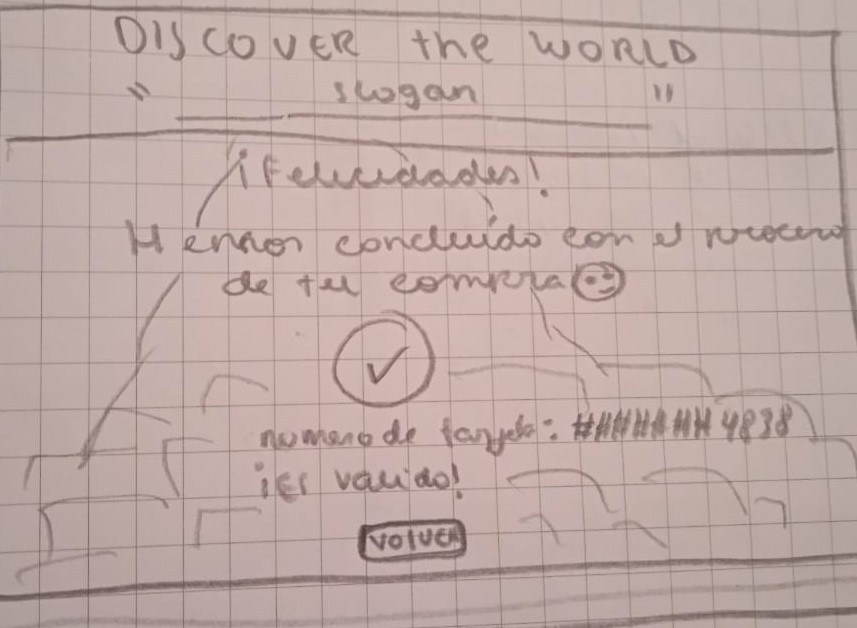 DISCOVER the WORLD
" slogan "
¡Felicidades!
Hemos concluido con el proceso
de tu compra
numero de tarjeta: ####### 4838
¡Es valido!
VOLVER